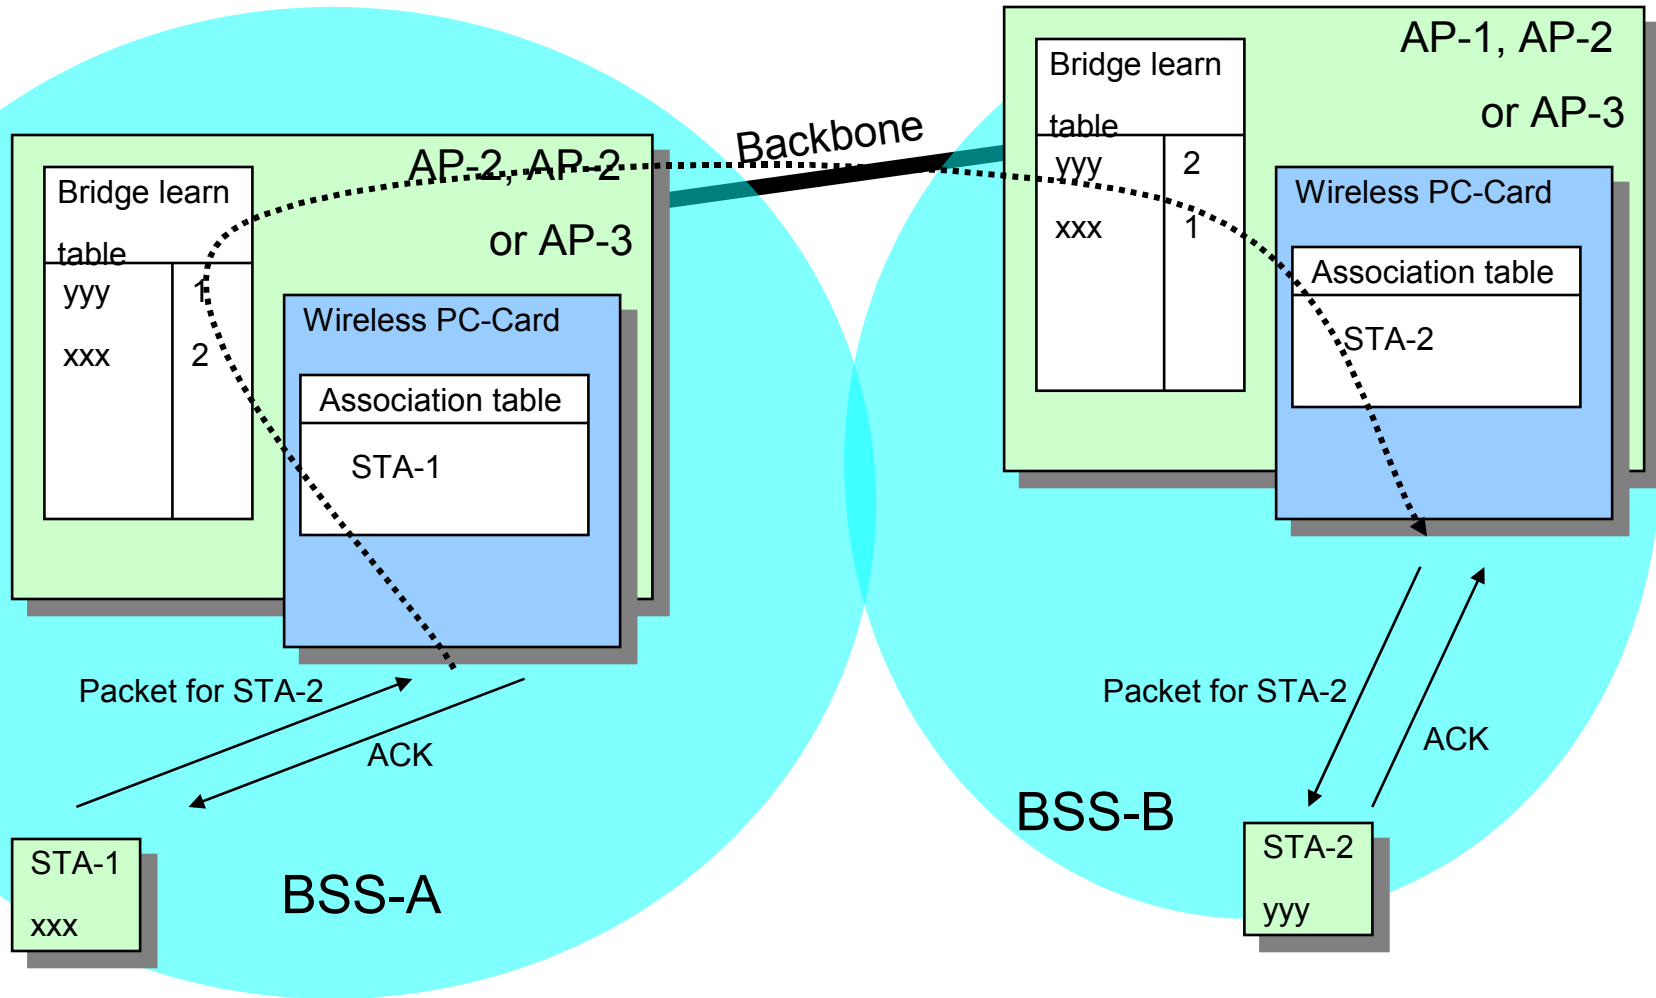 Backbone
AP-2, AP-2
or AP-3
Bridge learn
table
yyy 1
xxx 2
Wireless PC-Card
Association table
STA-1
Packet for STA-2
ACK
STA-1
xxx
BSS-A
AP-1, AP-2
or AP-3
Bridge learn
table
yyy 2
xxx 1
Wireless PC-Card
Association table
STA-2
Packet for STA-2
ACK
BSS-B
STA-2
yyy